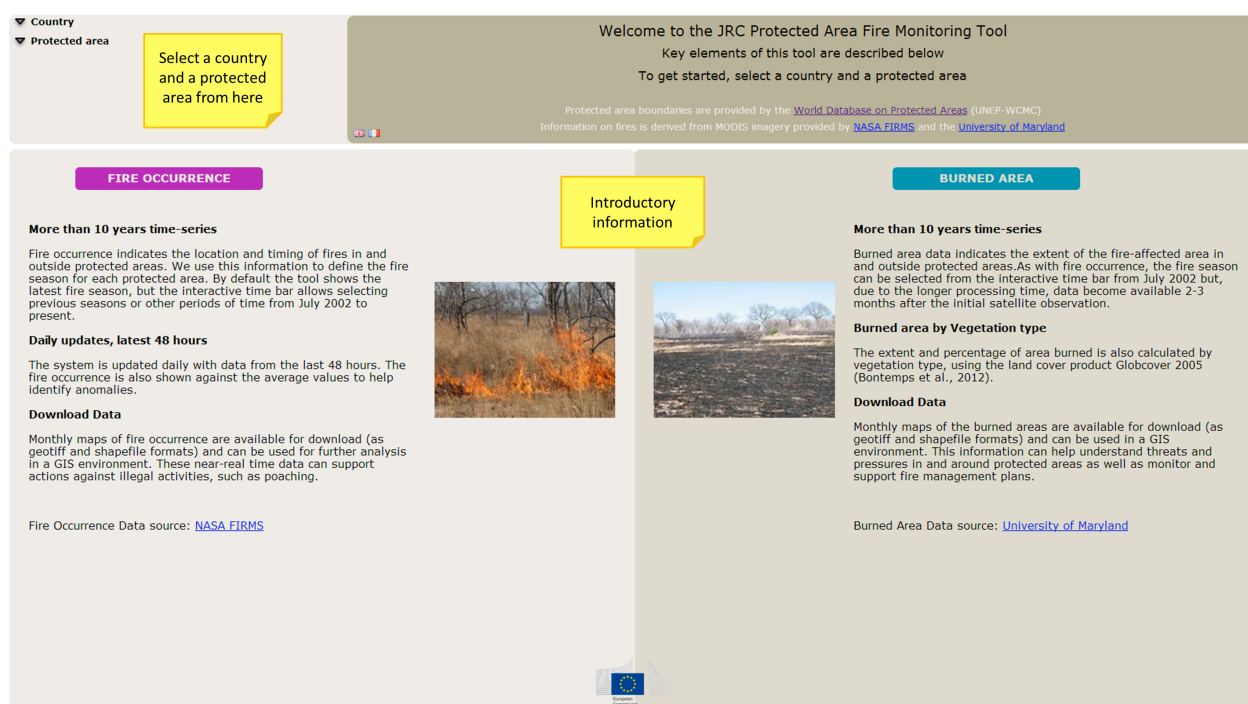 Country
Protected area
Select a country
and a protected
area from here
Welcome to the JRC Protected Area Fire Monitoring Tool
Key elements of this tool are described below
To get started, select a country and a protected area
Protected area boundaries are provided by the World Database on Protected Areas (UNEP-WCMC)
Information on fires is derived from MODIS imagery provided by NASA FIRMS and the University of Maryland
FIRE OCCURRENCE
More than 10 years time-series
Fire occurrence indicates the location and timing of fires in and
outside protected areas. We use this information to define the fire
season for each protected area. By default the tool shows the
latest fire season, but the interactive time bar allows selecting
previous seasons or other periods of time from July 2002 to
present.
Daily updates, latest 48 hours
The system is updated daily with data from the last 48 hours. The
fire occurrence is also shown against the average values to help
identify anomalies.
Download Data
Monthly maps of fire occurrence are available for download (as
geotiff and shapefile formats) and can be used for further analysis
in a GIS environment. These near-real time data can support
actions against illegal activities, such as poaching.
Fire Occurrence Data source: NASA FIRMS
Introductory
information
BURNED AREA
More than 10 years time-series
Burned area data indicates the extent of the fire-affected area in
and outside protected areas.As with fire occurrence, the fire season
can be selected from the interactive time bar from July 2002 but,
due to the longer processing time, data become available 2-3
months after the initial satellite observation.
Burned area by Vegetation type
The extent and percentage of area burned is also calculated by
vegetation type, using the land cover product Globcover 2005
(Bontemps et al., 2012).
Download Data
Monthly maps of the burned areas are available for download (as
geotiff and shapefile formats) and can be used in a GIS
environment. This information can help understand threats and
pressures in and around protected areas as well as monitor and
support fire management plans.
Burned Area Data source: University of Maryland
European